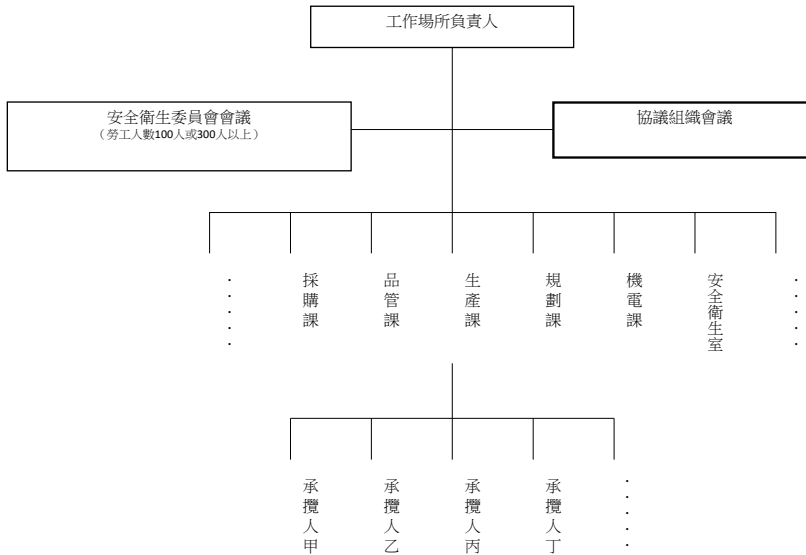 工作場所負責人
安全衛生委員會會議
（勞工人數100人或300人以上）
協議組織會議
．．．．．
採購課
品管課
生產課
規劃課
機電課
安全衛生室
．．．．．
承攬人甲
承攬人乙
承攬人丙
承攬人丁
．．．．．